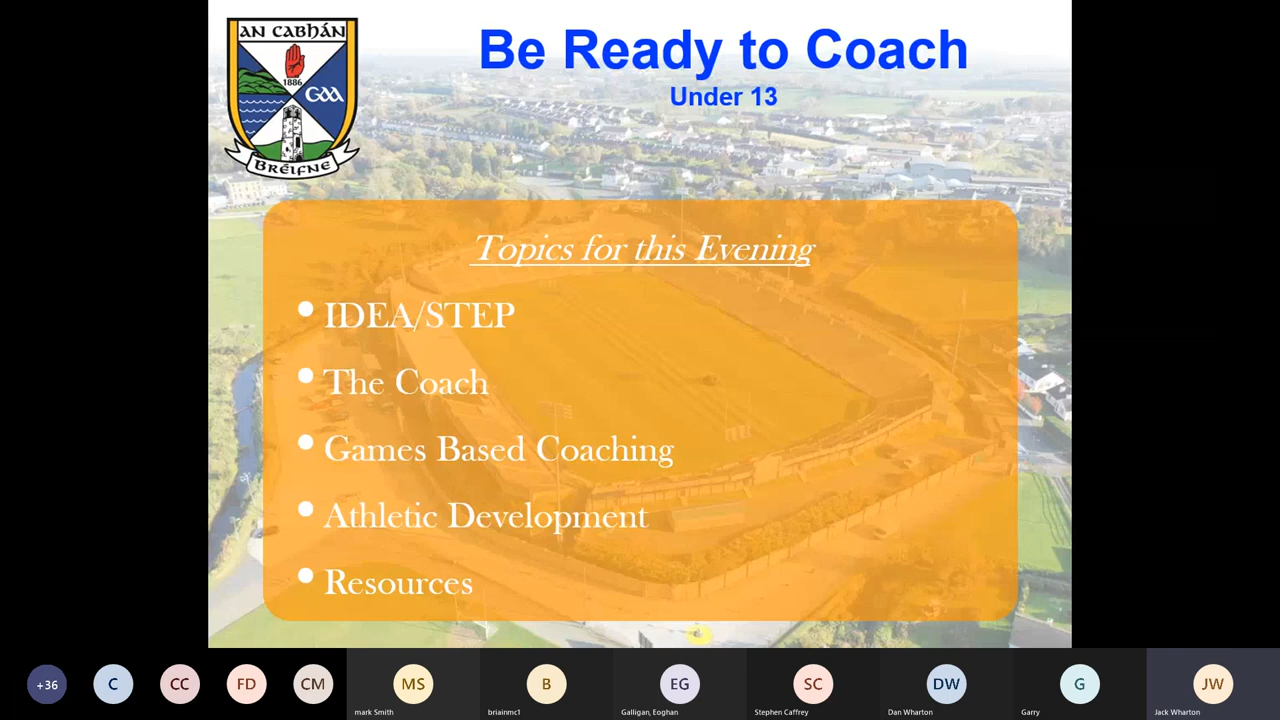 AN CABHÁN
1886
GAA
BRÉIFNE
Be Ready to Coach
Under 13
Topics for this Evening
• IDEA/STEP
• The Coach
• Games Based Coaching
• Athletic Development
• Resources
+36
C
CC
FD
CM
MS
B
EG
SC
DW
G
JW
mark Smith
briainmc1
Galligan, Eoghan
Stephen Caffrey
Dan Wharton
Garry
Jack Wharton